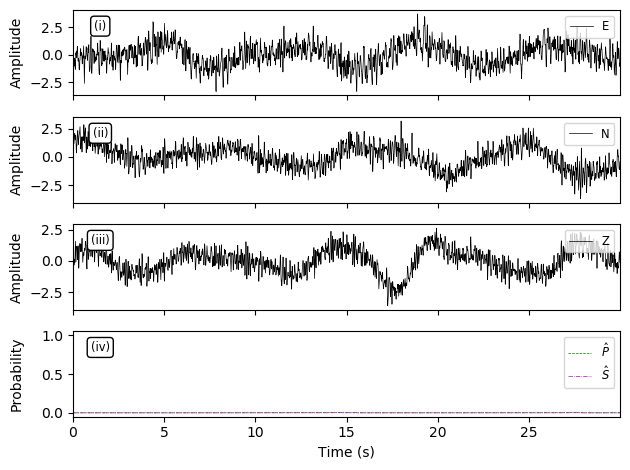 (i)
E
Amplitude
2.5
0.0
−2.5
(ii)
N
Amplitude
2.5
0.0
−2.5
(iii)
Z
Amplitude
2.5
0.0
−2.5
(iv)
P̂
Ŝ
Probability
1.0
0.5
0.0
0 5 10 15 20 25
Time (s)